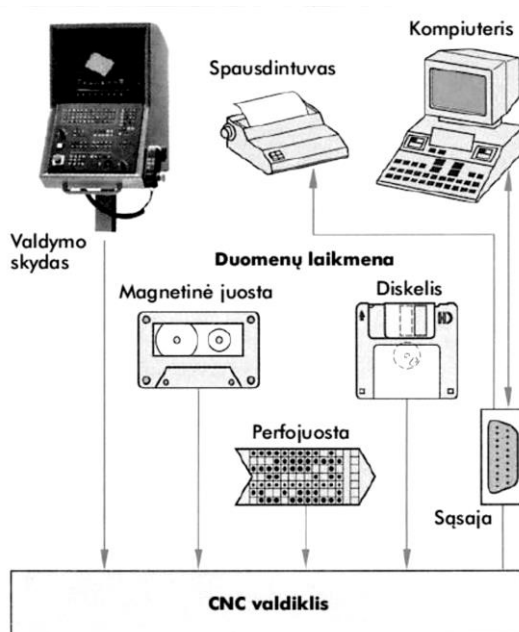 Kompiuteris
Spausdintuvas
Valdymo
skydas
Duomenų laikmena
Magnetinė juosta
Diskelis
HD
Perfojuosta
Sąsaja
CNC valdiklis